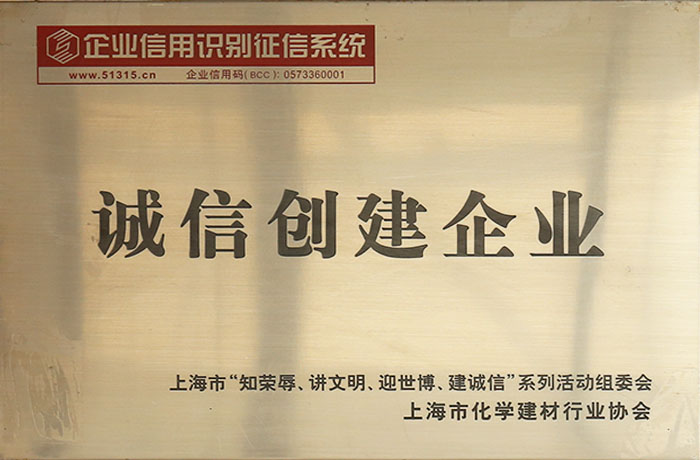 企业信用识别征信系统
www.51315.cn 企业信用码(BCC): 0573360001
诚信创建企业
上海市“知荣辱、讲文明、迎世博、建诚信”系列活动组委会
上海市化学建材行业协会